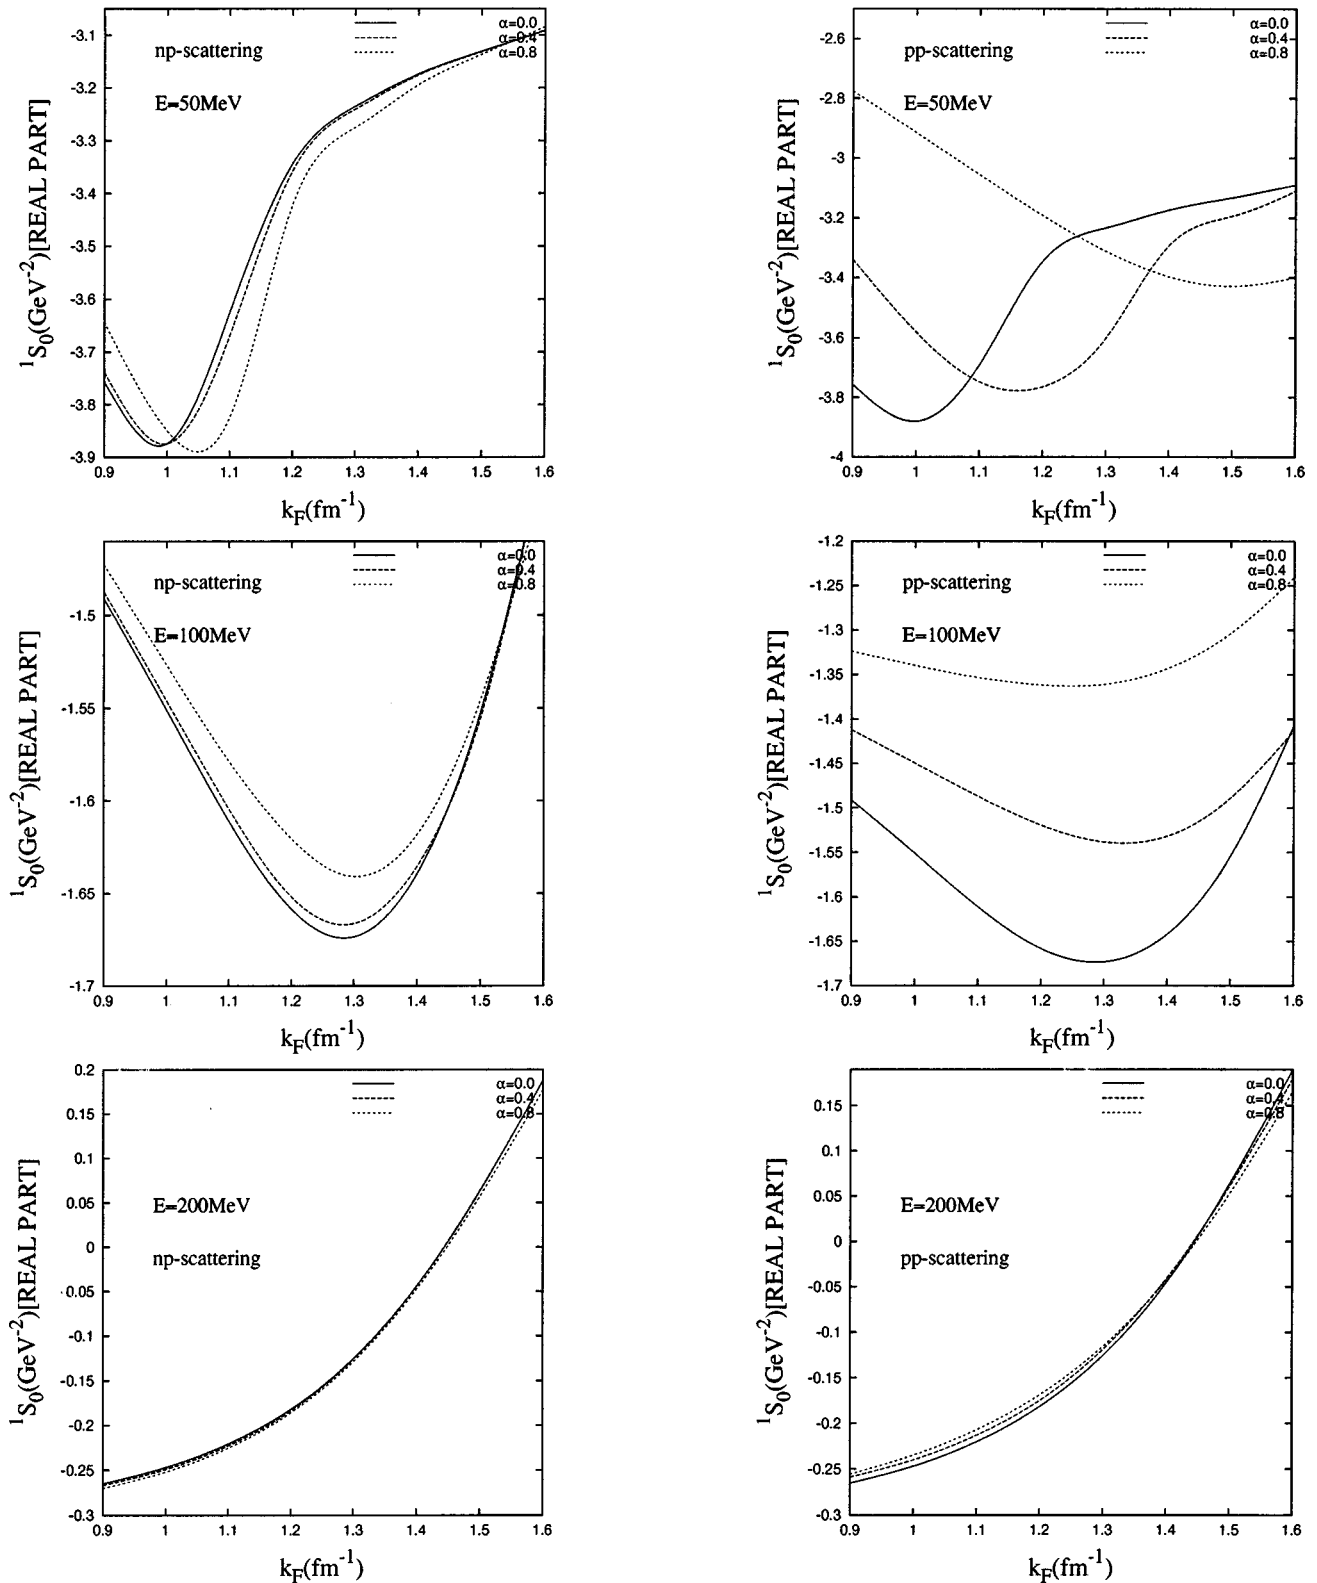 α=0.0
α=0.4
α=0.8
np-scattering
E=50MeV
-3.1
-3.2
-3.3
-3.4
-3.5
-3.6
-3.7
-3.8
-3.9
0.9 1 1.1 1.2 1.3 1.4 1.5 1.6
¹S₀(GeV⁻²)[REAL PART]
k_F(fm⁻¹)
α=0.0
α=0.4
α=0.8
pp-scattering
E=50MeV
-2.6
-2.8
-3
-3.2
-3.4
-3.6
-3.8
-4
0.9 1 1.1 1.2 1.3 1.4 1.5 1.6
¹S₀(GeV⁻²)[REAL PART]
k_F(fm⁻¹)
α=0.0
α=0.4
α=0.8
np-scattering
E=100MeV
-1.5
-1.55
-1.6
-1.65
-1.7
0.9 1 1.1 1.2 1.3 1.4 1.5 1.6
¹S₀(GeV⁻²)[REAL PART]
k_F(fm⁻¹)
α=0.0
α=0.4
α=0.8
pp-scattering
E=100MeV
-1.2
-1.25
-1.3
-1.35
-1.4
-1.45
-1.5
-1.55
-1.6
-1.65
-1.7
0.9 1 1.1 1.2 1.3 1.4 1.5 1.6
¹S₀(GeV⁻²)[REAL PART]
k_F(fm⁻¹)
α=0.0
α=0.4
α=0.8
E=200MeV
np-scattering
0.2
0.15
0.1
0.05
0
-0.05
-0.1
-0.15
-0.2
-0.25
-0.3
0.9 1 1.1 1.2 1.3 1.4 1.5 1.6
¹S₀(GeV⁻²)[REAL PART]
k_F(fm⁻¹)
α=0.0
α=0.4
α=0.8
E=200MeV
pp-scattering
0.15
0.1
0.05
0
-0.05
-0.1
-0.15
-0.2
-0.25
-0.3
0.9 1 1.1 1.2 1.3 1.4 1.5 1.6
¹S₀(GeV⁻²)[REAL PART]
k_F(fm⁻¹)